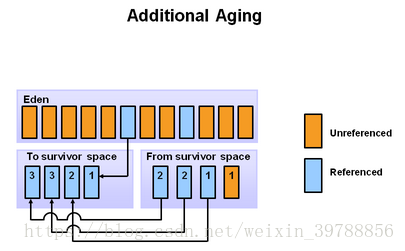 Additional Aging
Eden
To survivor space
From survivor space
3 3 2 1
2 2 1 1
Unreferenced
Referenced
https://blog.csdn.net/weixin_39788856